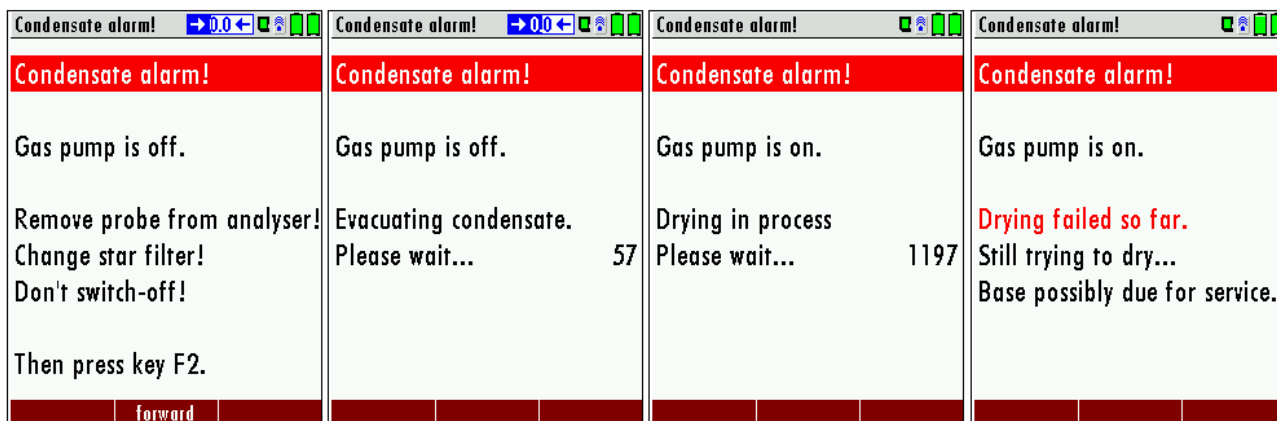 Condensate alarm! →0.0←
Condensate alarm!
Gas pump is off.
Remove probe from analyser!
Change star filter!
Don't switch-off!
Then press key F2.
forward
Condensate alarm! →0.0←
Condensate alarm!
Gas pump is off.
Evacuating condensate.
Please wait... 57
Condensate alarm!
Condensate alarm!
Gas pump is on.
Drying in process
Please wait... 1197
Condensate alarm!
Condensate alarm!
Gas pump is on.
Drying failed so far.
Still trying to dry...
Base possibly due for service.